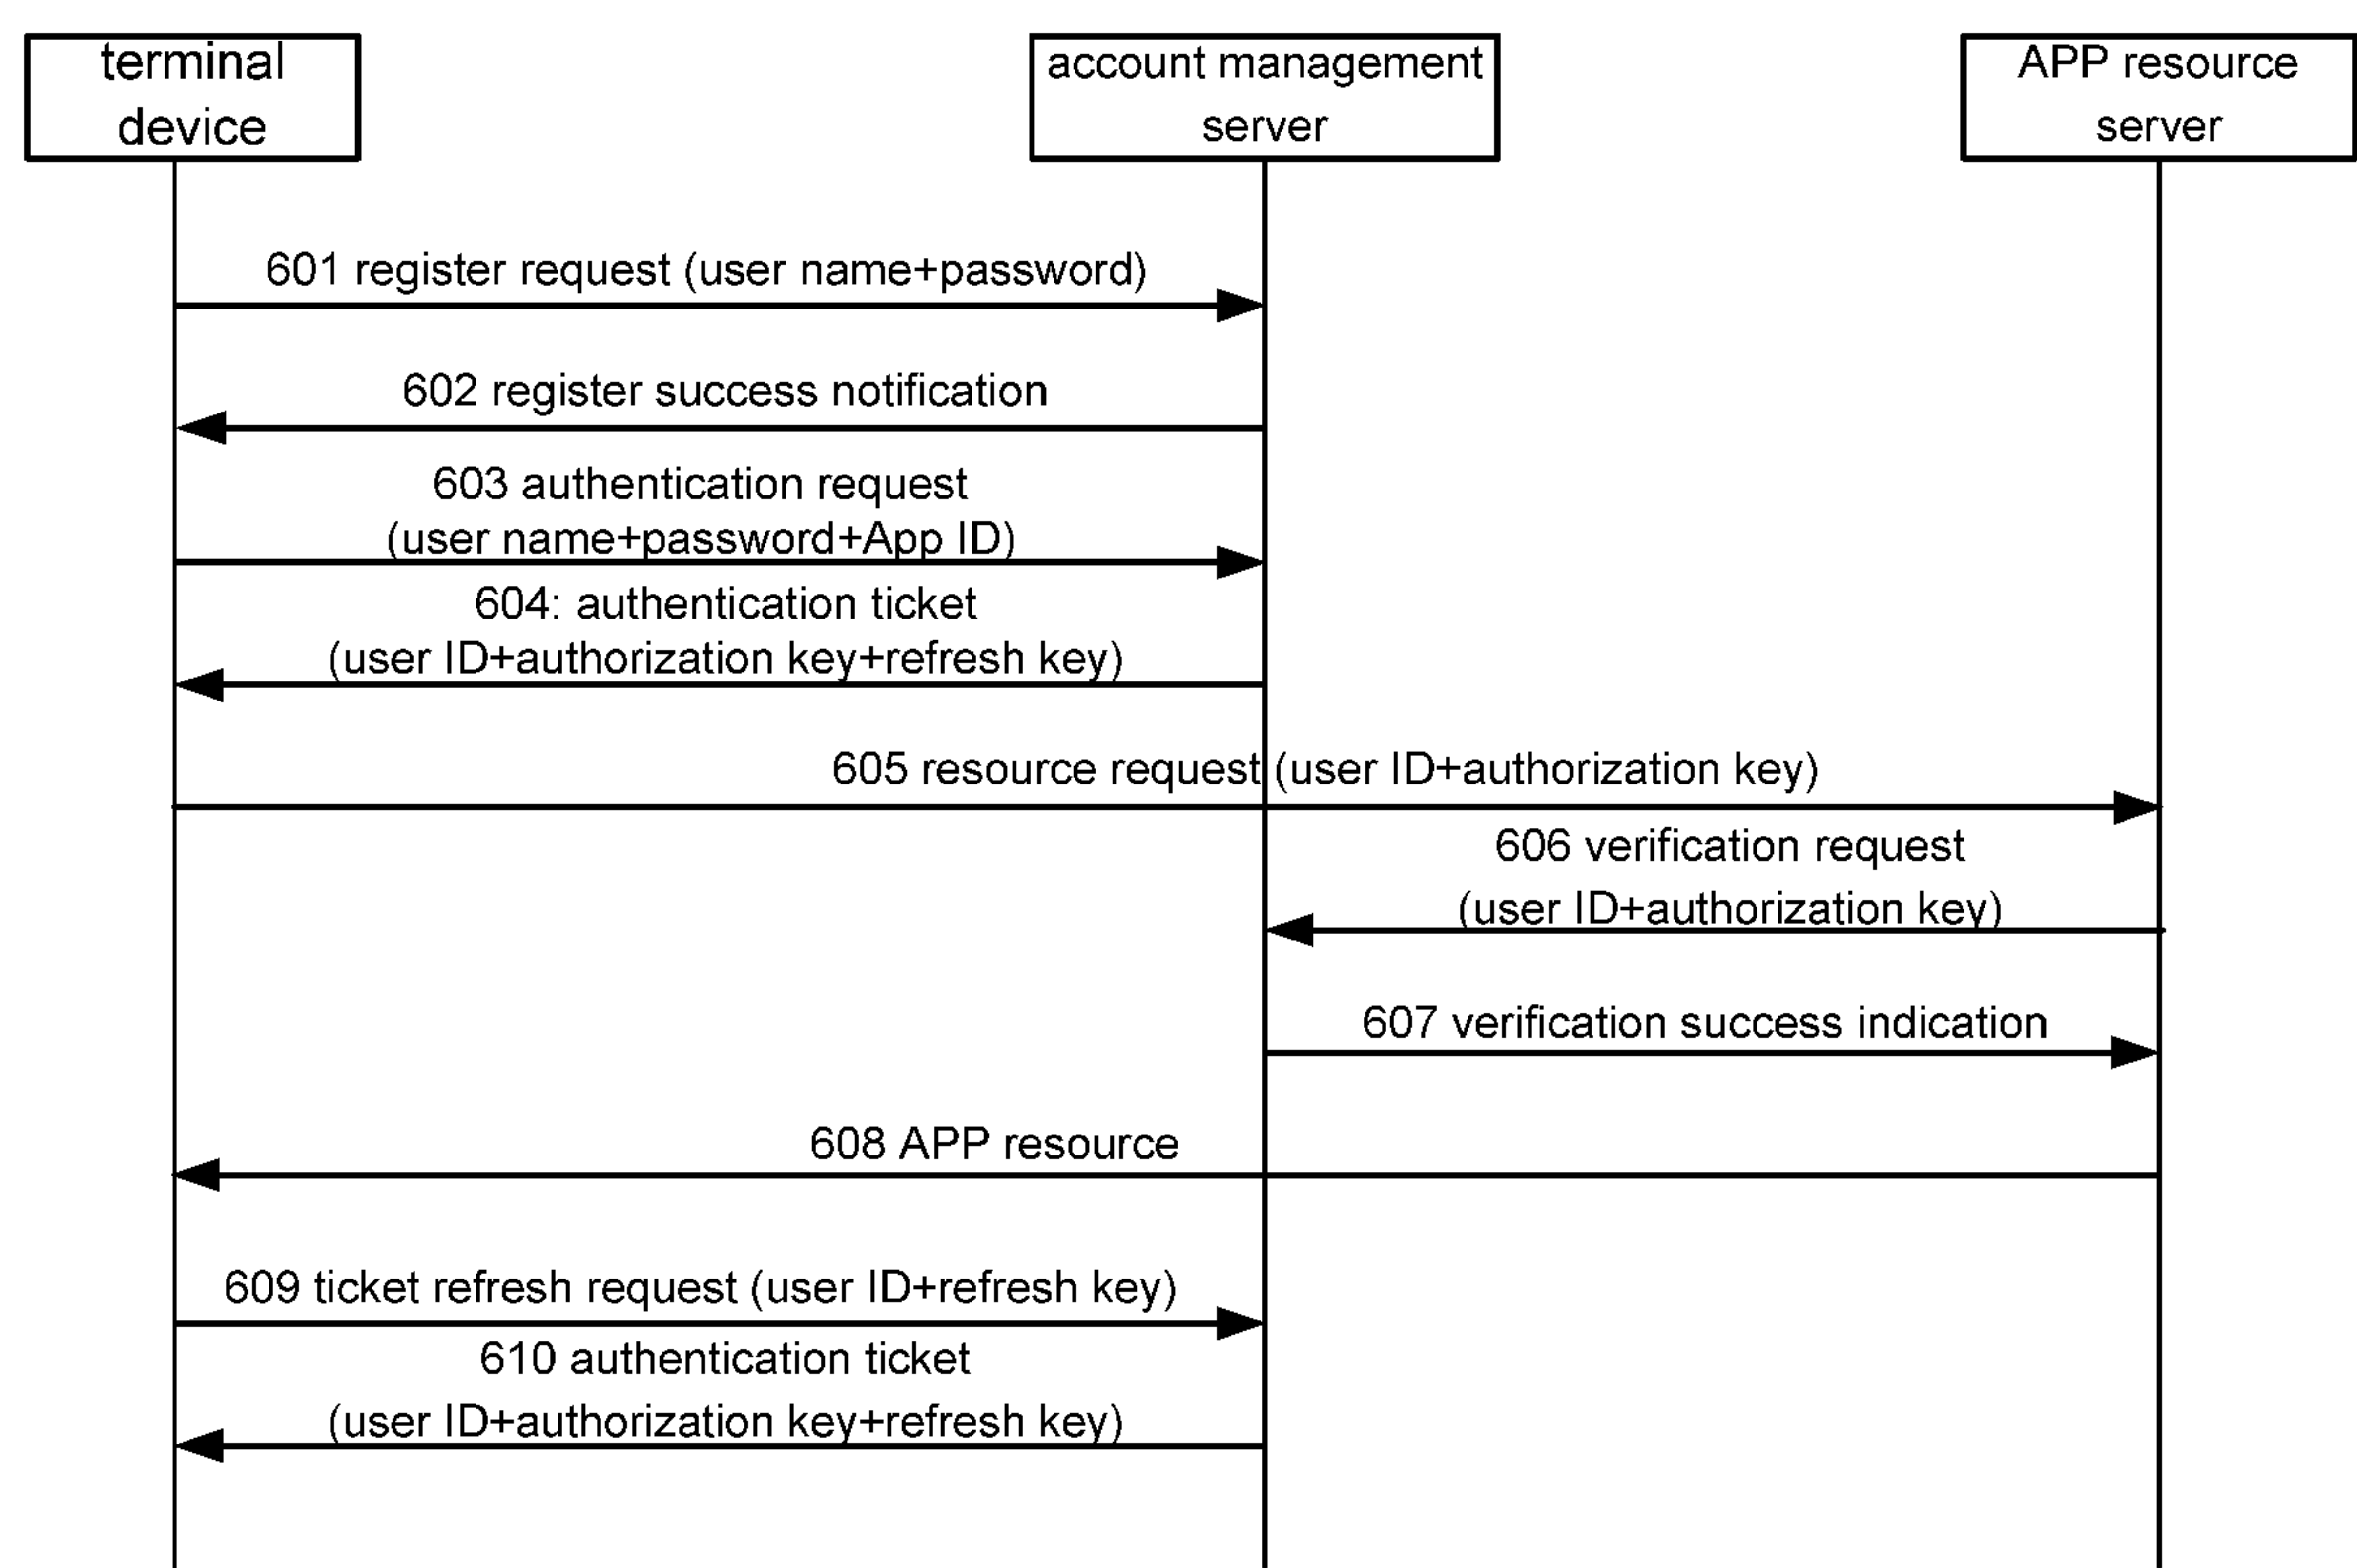 terminal
device
account management
server
APP resource
server
601 register request (user name+password)
602 register success notification
603 authentication request
(user name+password+App ID)
604: authentication ticket
(user ID+authorization key+refresh key)
605 resource request (user ID+authorization key)
606 verification request
(user ID+authorization key)
607 verification success indication
608 APP resource
609 ticket refresh request (user ID+refresh key)
610 authentication ticket
(user ID+authorization key+refresh key)